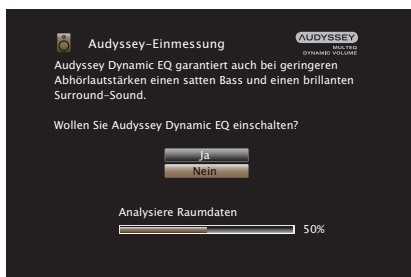 Audyssey-Einmessung
AUDYSSEY
MULTEQ
DYNAMIC VOLUME
Audyssey Dynamic EQ garantiert auch bei geringeren
Abhörlautstärken einen satten Bass und einen brillanten
Surround-Sound.
Wollen Sie Audyssey Dynamic EQ einschalten?
Ja
Nein
Analysiere Raumdaten
50%